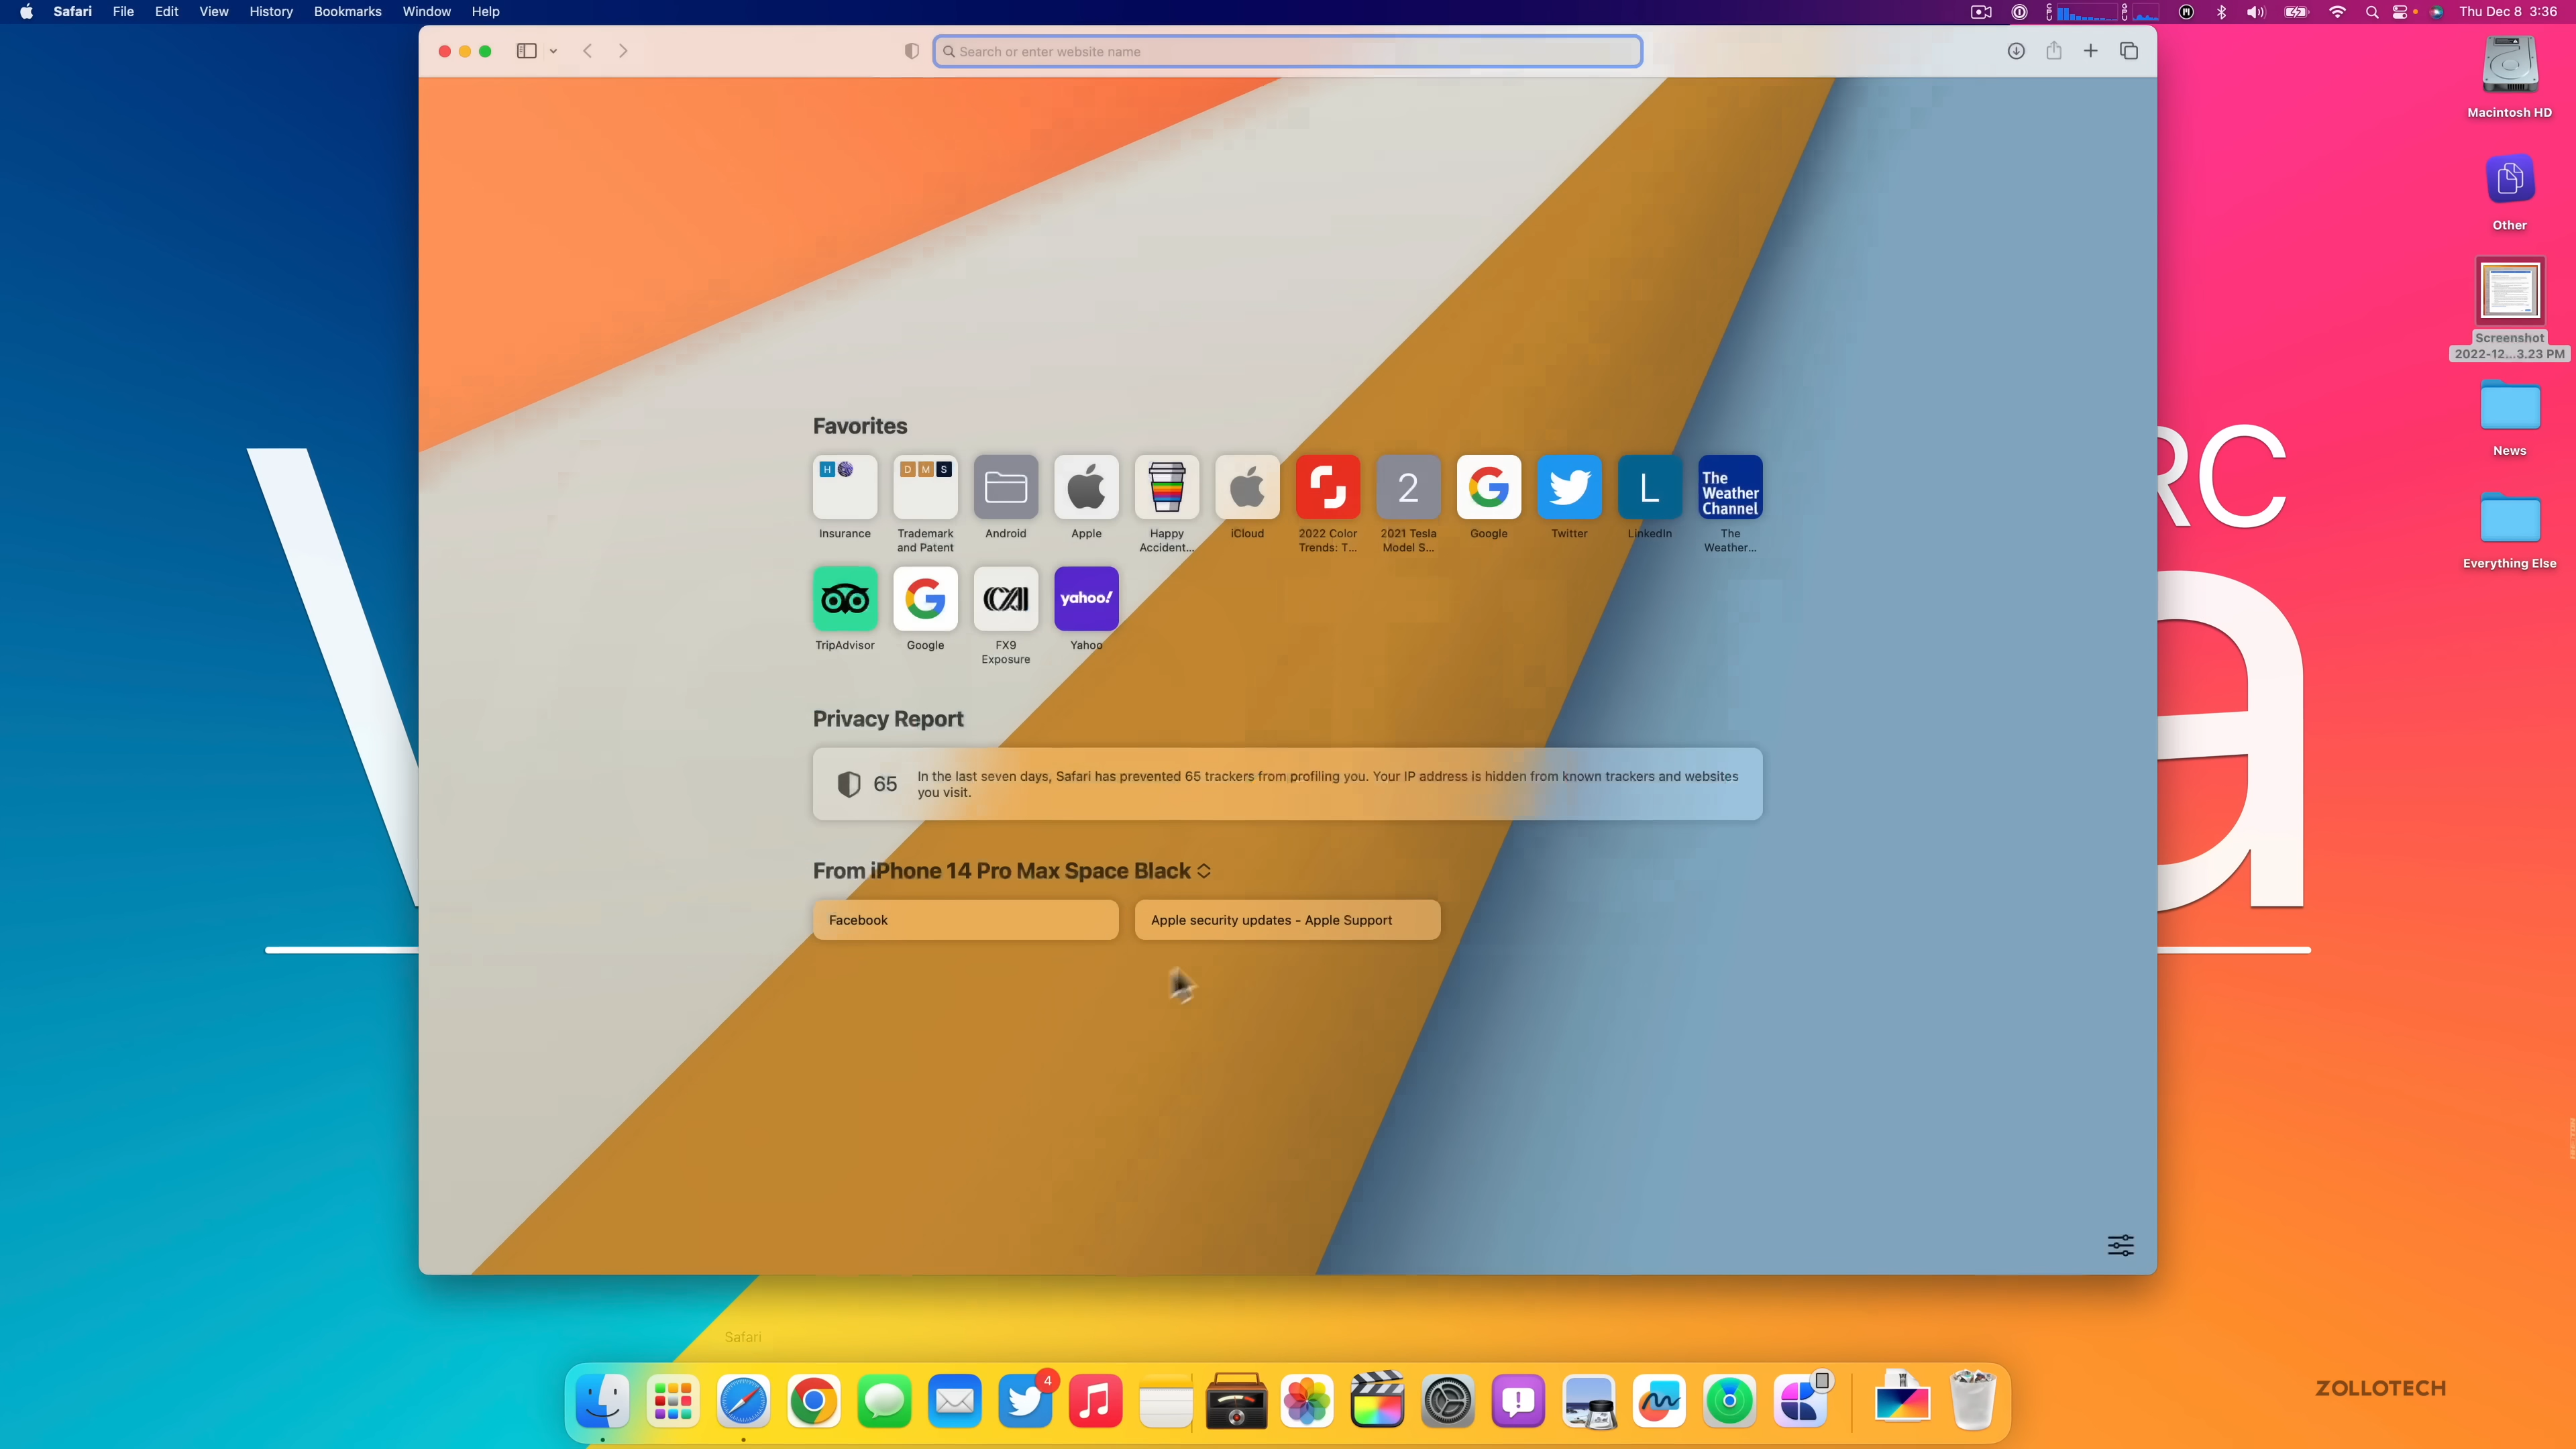 Safari File Edit View History Bookmarks Window Help
Thu Dec 8 3:36
Search or enter website name
Macintosh HD
Other
Screenshot
2022-12...3.23 PM
News
Everything Else
RC
a
Favorites
H
D M S
2
L
The
Weather
Channel
Insurance
Trademark
and Patent
Android
Apple
Happy
Accident...
iCloud
2022 Color
Trends: T...
2021 Tesla
Model S...
Google
Twitter
LinkedIn
The
Weather...
yahoo!
TripAdvisor
Google
FX9
Exposure
Yahoo
Privacy Report
65
In the last seven days, Safari has prevented 65 trackers from profiling you. Your IP address is hidden from known trackers and websites
you visit.
From iPhone 14 Pro Max Space Black
Facebook
Apple security updates - Apple Support
Safari
4
ZOLLOTECH